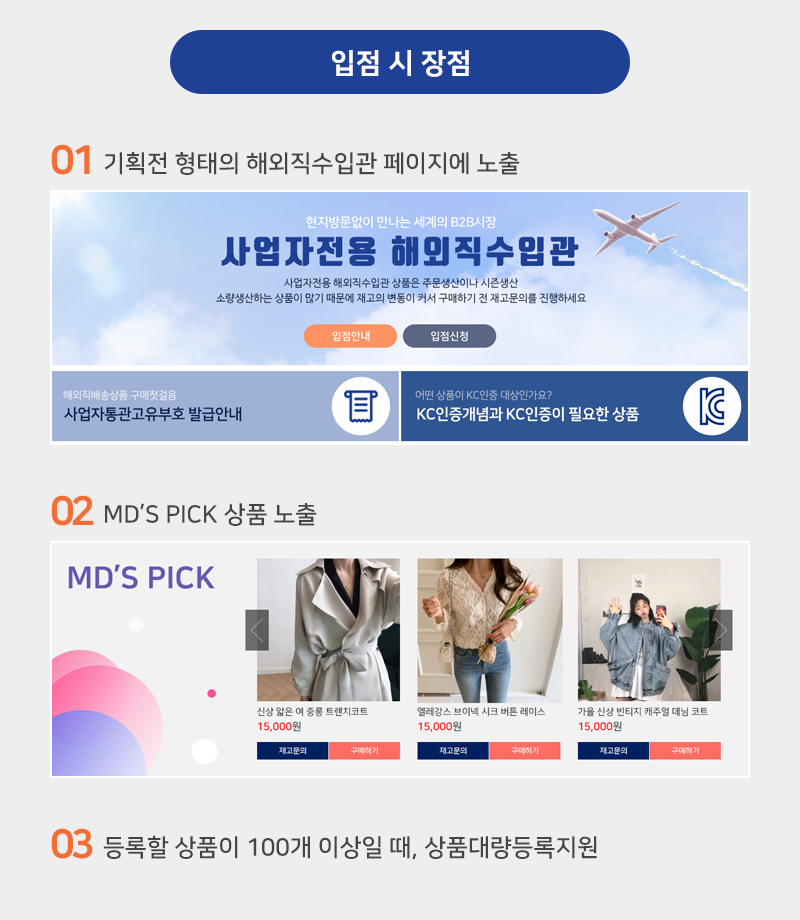 입점 시 장점
01 기획전 형태의 해외직수입관 페이지에 노출
현지방문없이 만나는 세계의 B2B시장
사업자전용 해외직수입관
사업자전용 해외직수입관 상품은 주문생산이나 시즌생산
소량생산하는 상품이 많기 때문에 재고의 변동이 커서 구매하기 전 재고문의를 진행하세요
입점안내 입점신청
해외직배송상품 구매첫걸음
사업자통관고유부호 발급안내
어떤 상품이 KC인증 대상인가요?
KC인증개념과 KC인증이 필요한 상품
02 MD'S PICK 상품 노출
MD'S PICK
신상 얇은 여 중롱 트렌치코트
15,000원
재고문의 구매하기
엘레강스 브이넥 시크 버튼 레이스
15,000원
재고문의 구매하기
가을 신상 빈티지 캐주얼 데님 코트
15,000원
재고문의 구매하기
03 등록할 상품이 100개 이상일 때, 상품대량등록지원